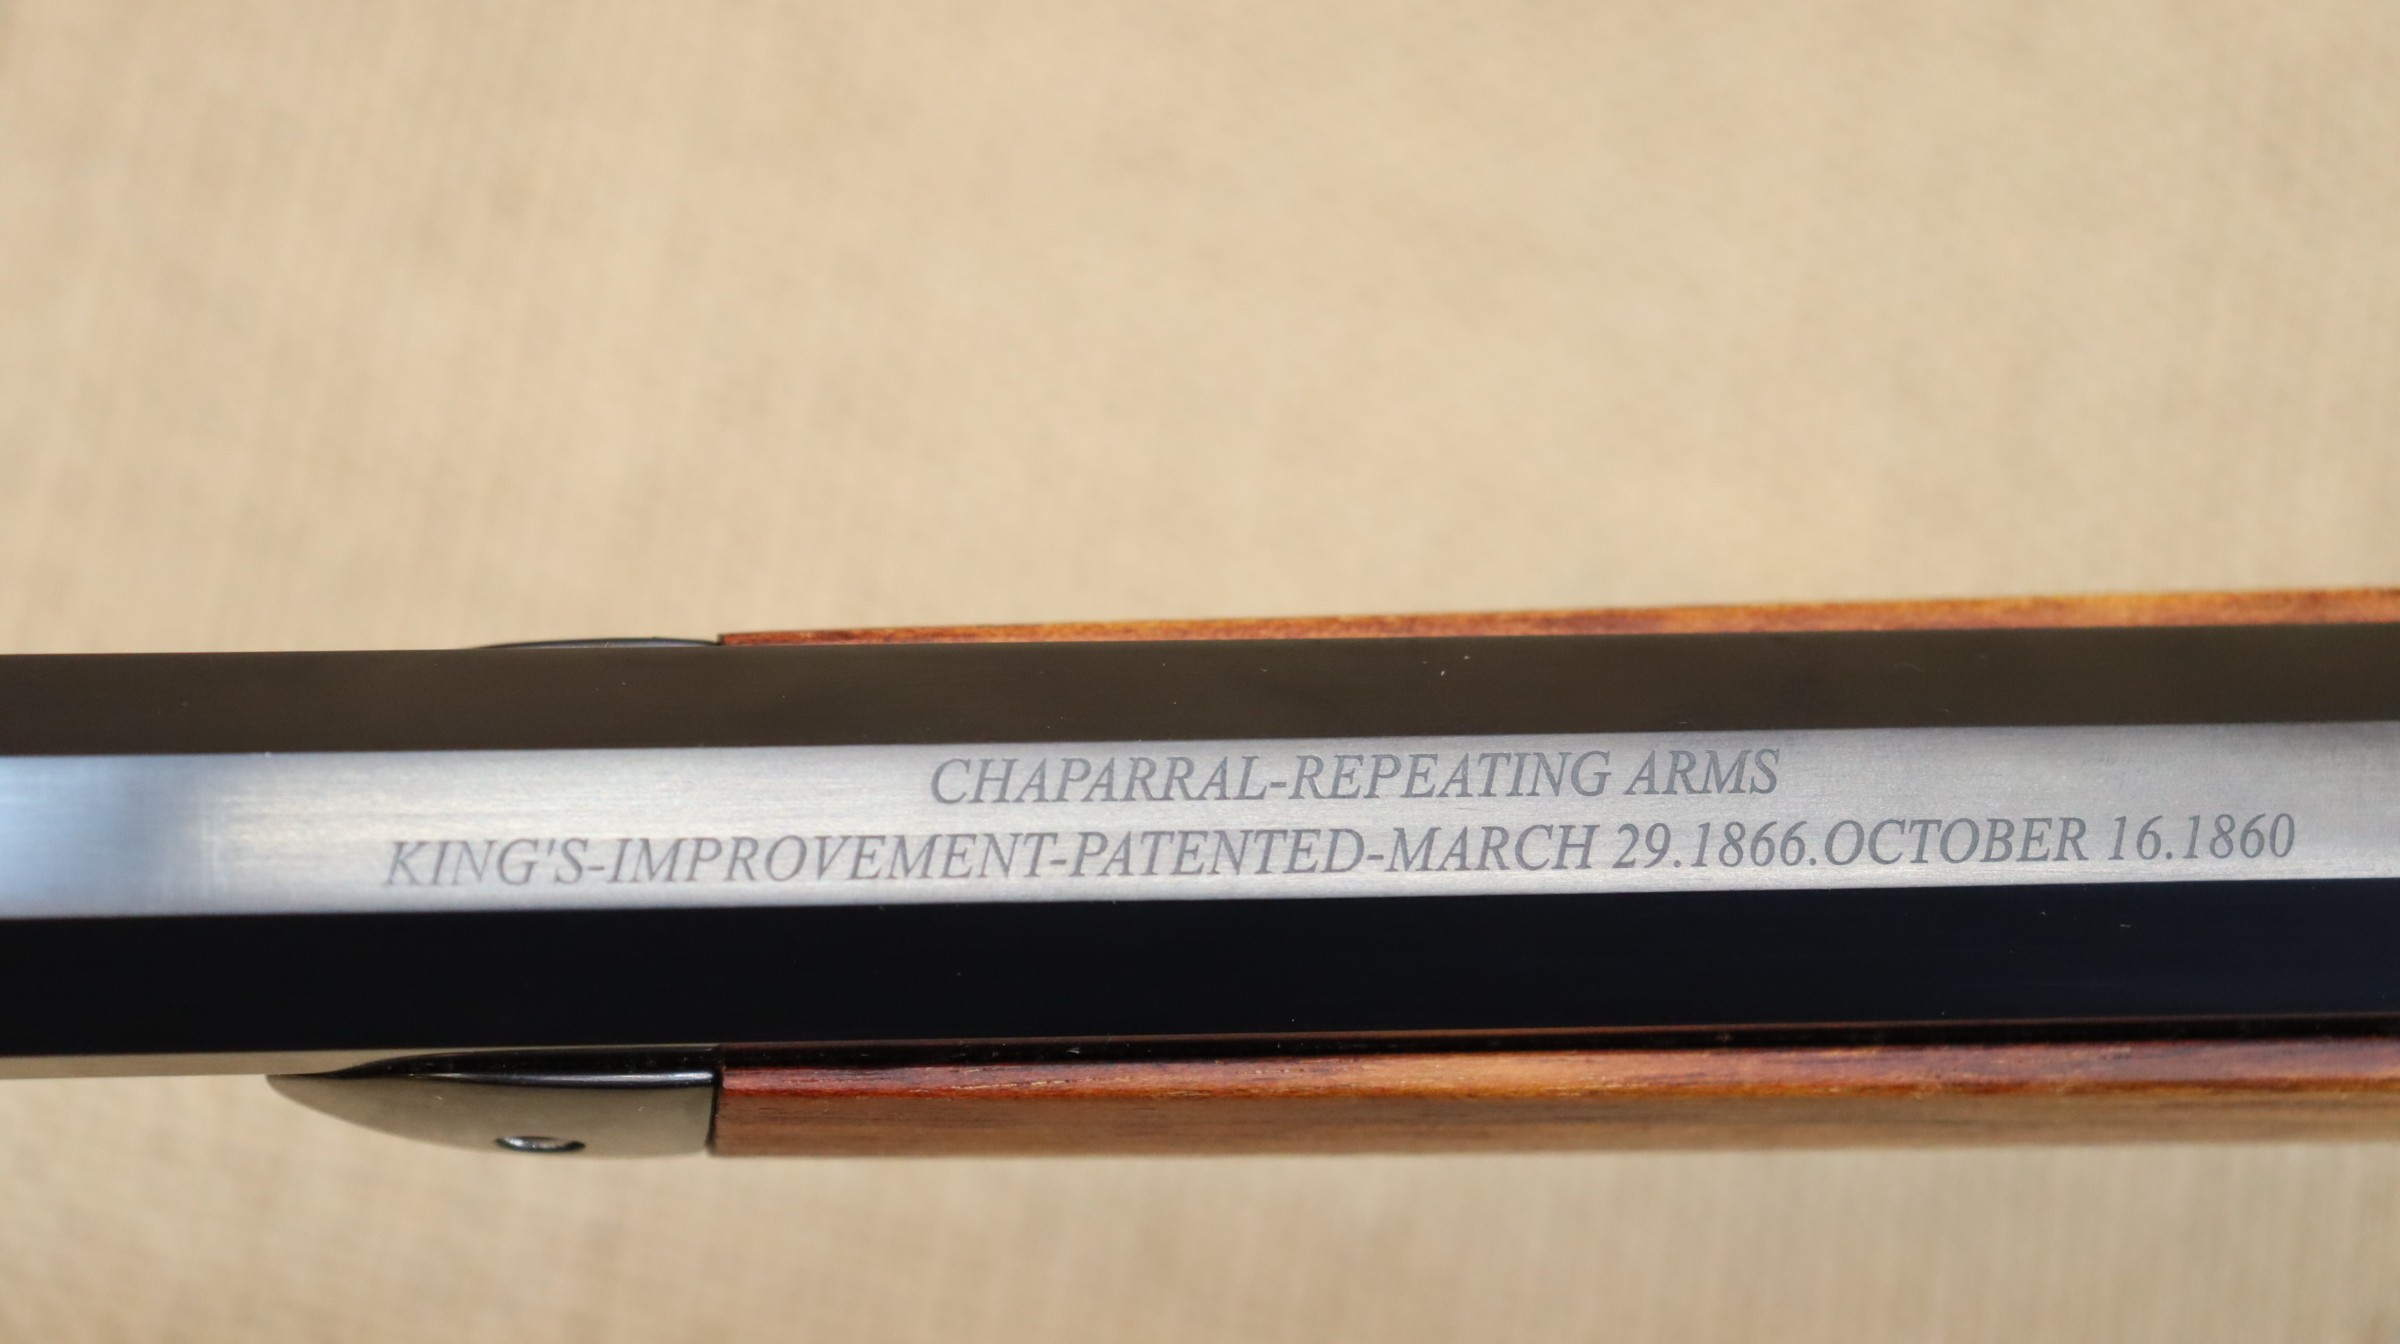 CHAPARRAL-REPEATING ARMS
KING'S-IMPROVEMENT-PATENTED-MARCH 29.1866.OCTOBER 16.1860